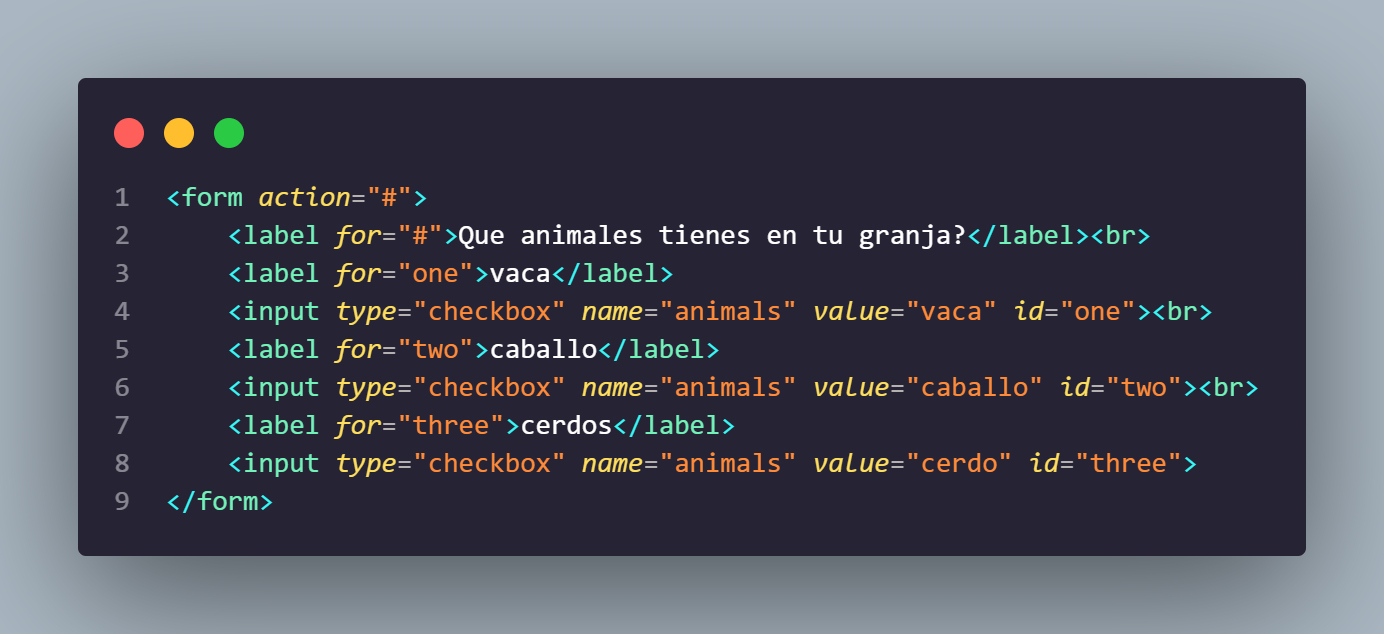 1 <form action="#">
2 <label for="#">Que animales tienes en tu granja?</label><br>
3 <label for="one">vaca</label>
4 <input type="checkbox" name="animals" value="vaca" id="one"><br>
5 <label for="two">caballo</label>
6 <input type="checkbox" name="animals" value="caballo" id="two"><br>
7 <label for="three">cerdos</label>
8 <input type="checkbox" name="animals" value="cerdo" id="three">
9 </form>